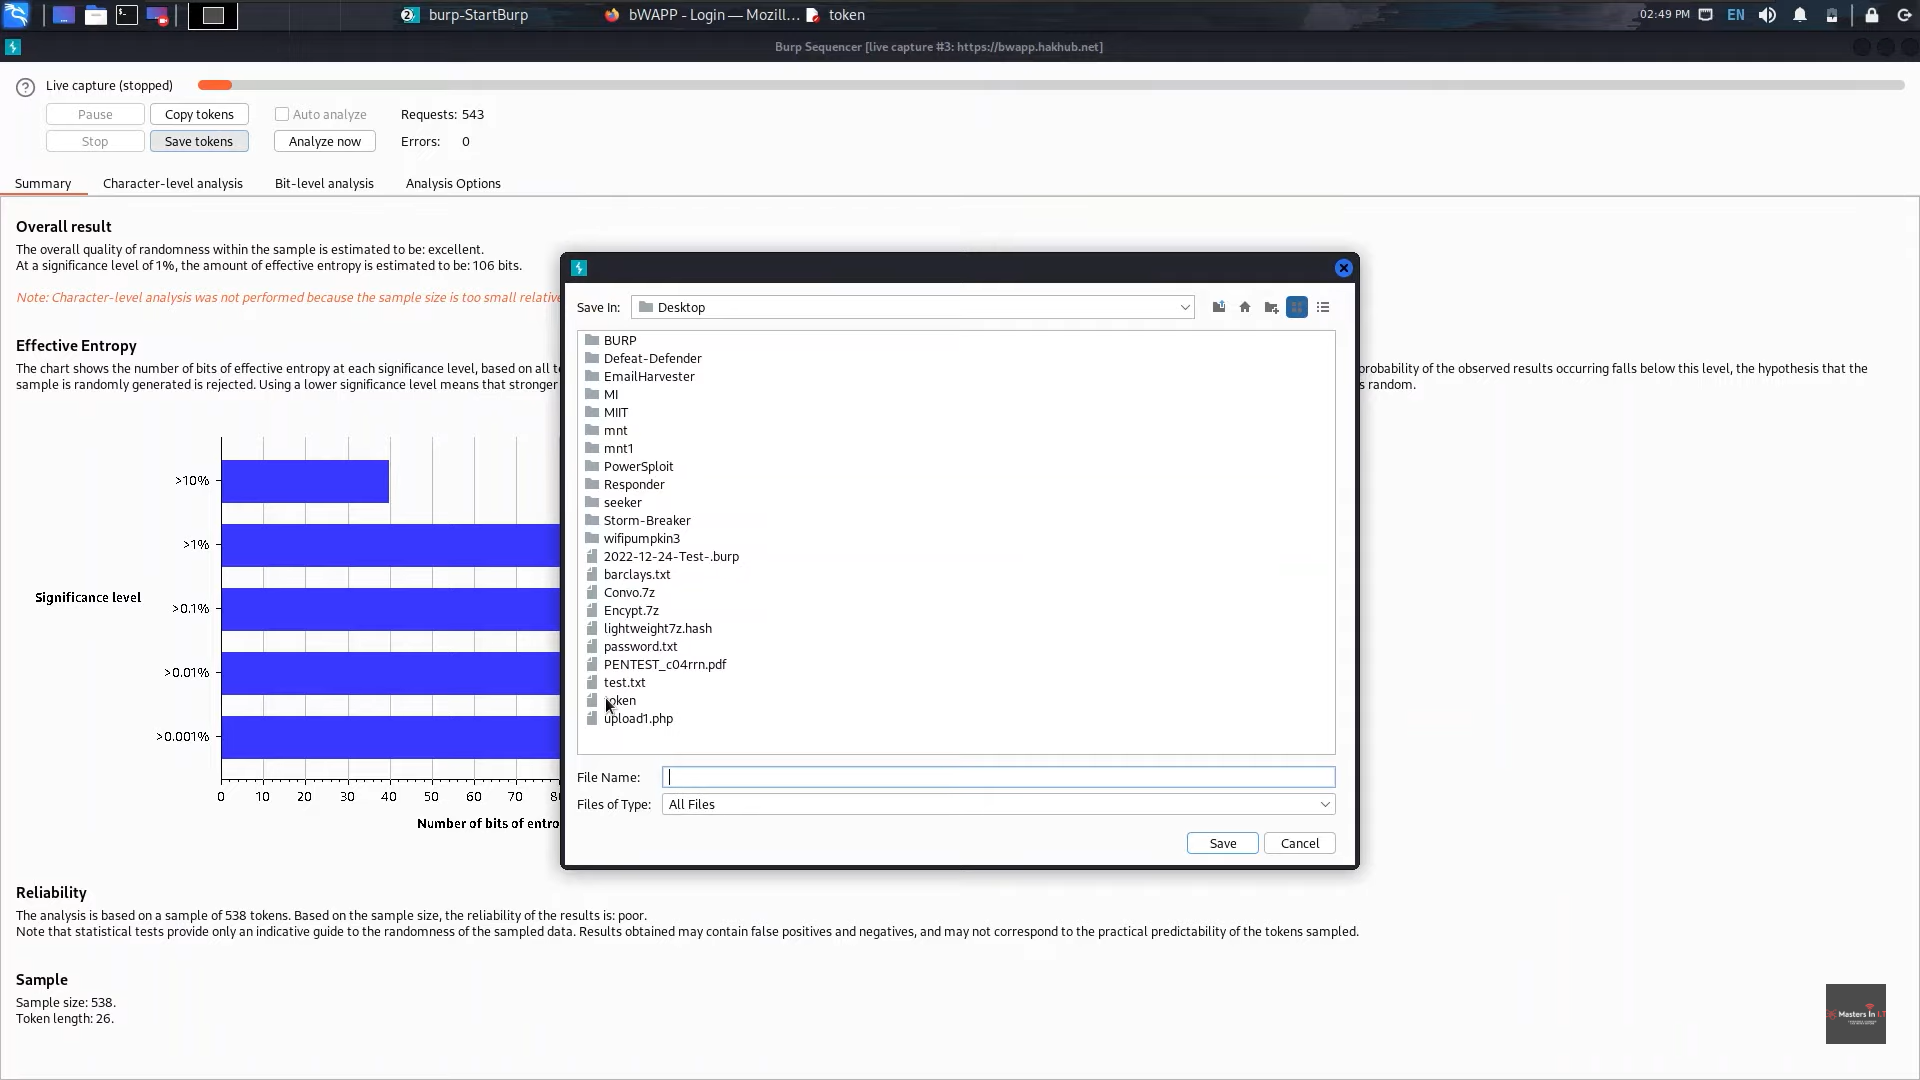 burp-StartBurp
bWAPP - Login — Mozill...
token
02:49 PM
EN
Burp Sequencer [live capture #3: https://bwapp.hakhub.net]
Live capture (stopped)
Pause
Copy tokens
Auto analyze
Requests: 543
Stop
Save tokens
Analyze now
Errors: 0
Summary
Character-level analysis
Bit-level analysis
Analysis Options
Overall result
The overall quality of randomness within the sample is estimated to be: excellent.
At a significance level of 1%, the amount of effective entropy is estimated to be: 106 bits.
Note: Character-level analysis was not performed because the sample size is too small relative
Effective Entropy
The chart shows the number of bits of effective entropy at each significance level, based on all
probability of the observed results occurring falls below this level, the hypothesis that the
sample is randomly generated is rejected. Using a lower significance level means that stronger
random.
>10%
>1%
Significance level
>0.1%
>0.01%
>0.001%
0 10 20 30 40 50 60 70
Number of bits of
Save In:
Desktop
BURP
Defeat-Defender
EmailHarvester
MI
MIIT
mnt
mnt1
PowerSploit
Responder
seeker
Storm-Breaker
wifipumpkin3
2022-12-24-Test-.burp
barclays.txt
Convo.7z
Encypt.7z
lightweight7z.hash
password.txt
PENTEST_c04rrn.pdf
test.txt
token
upload1.php
File Name:
Files of Type:
All Files
Save
Cancel
Reliability
The analysis is based on a sample of 538 tokens. Based on the sample size, the reliability of the results is: poor.
Note that statistical tests provide only an indicative guide to the randomness of the sampled data. Results obtained may contain false positives and negatives, and may not correspond to the practical predictability of the tokens sampled.
Sample
Sample size: 538.
Token length: 26.
Masters In I.T